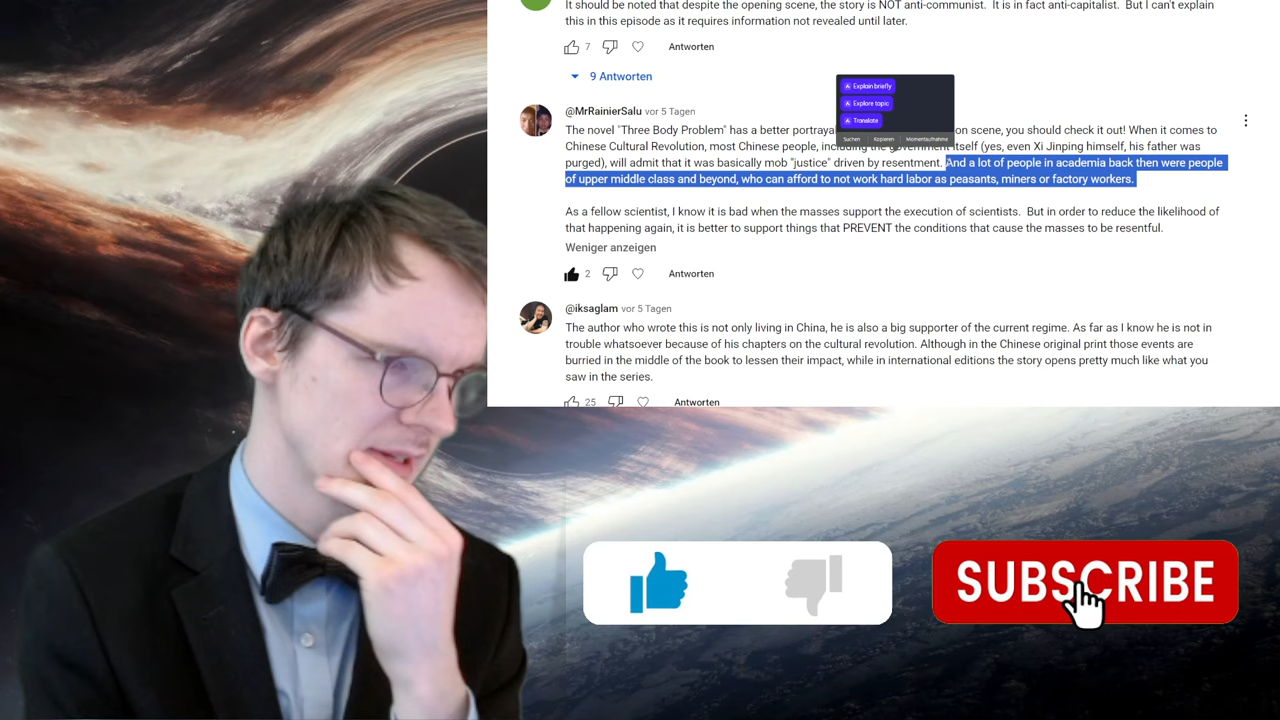 It should be noted that despite the opening scene, the story is NOT anti-communist. It is in fact anti-capitalist. But I can't explain
this in this episode as it requires information not revealed until later.
7
Antworten
9 Antworten
Explain briefly
Explore topic
Translate
Suchen Kopieren Momentaufnahme
@MrRainierSalu vor 5 Tagen
The novel "Three Body Problem" has a better portraya on scene, you should check it out! When it comes to
Chinese Cultural Revolution, most Chinese people, including the government itself (yes, even Xi Jinping himself, his father was
purged), will admit that it was basically mob "justice" driven by resentment. And a lot of people in academia back then were people
of upper middle class and beyond, who can afford to not work hard labor as peasants, miners or factory workers.
As a fellow scientist, I know it is bad when the masses support the execution of scientists. But in order to reduce the likelihood of
that happening again, it is better to support things that PREVENT the conditions that cause the masses to be resentful.
Weniger anzeigen
2
Antworten
@iksaglam vor 5 Tagen
The author who wrote this is not only living in China, he is also a big supporter of the current regime. As far as I know he is not in
trouble whatsoever because of his chapters on the cultural revolution. Although in the Chinese original print those events are
burried in the middle of the book to lessen their impact, while in international editions the story opens pretty much like what you
saw in the series.
25
Antworten
SUBSCRIBE